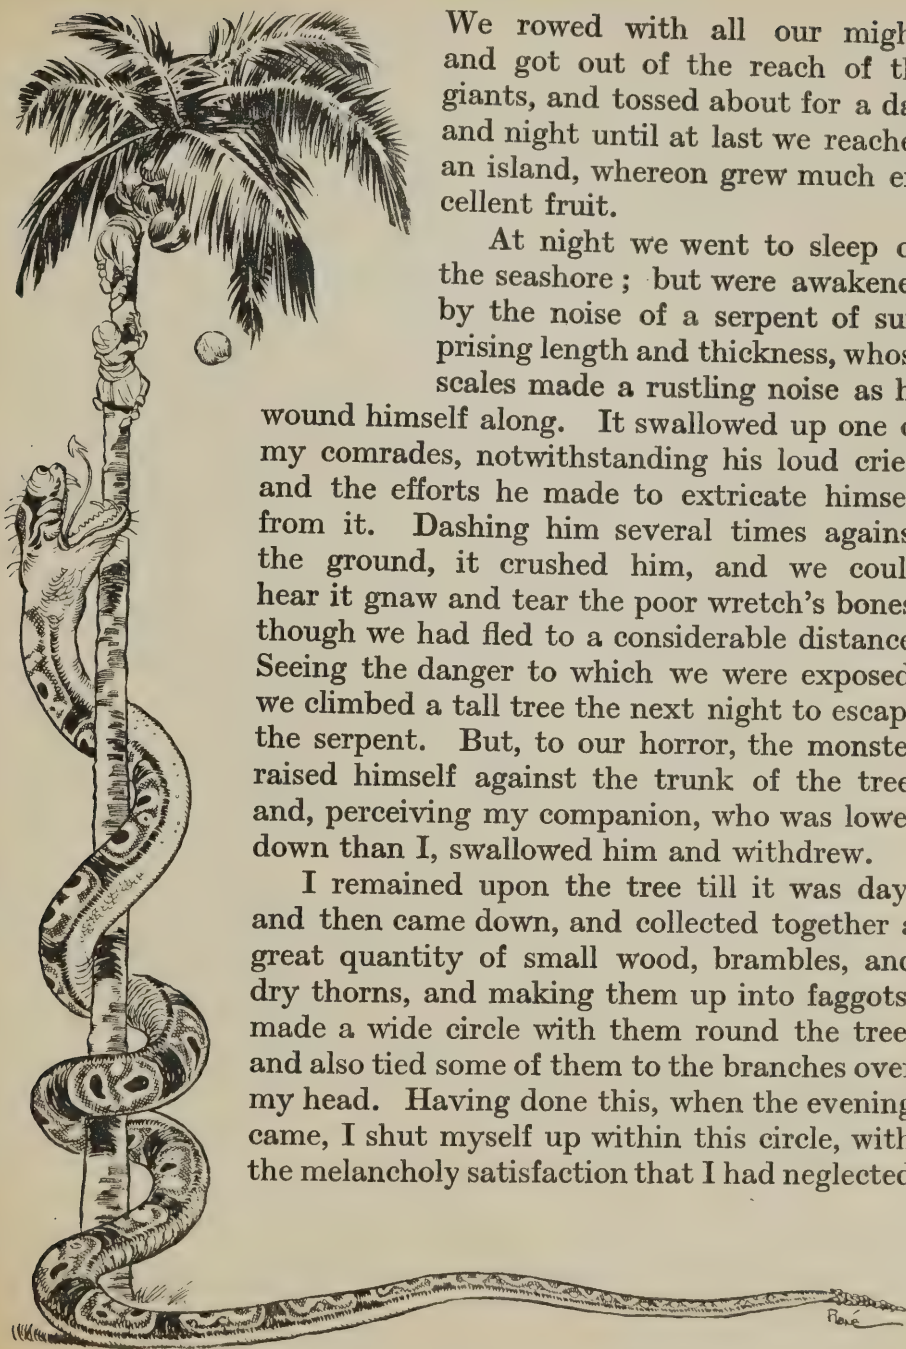 We rowed with all our migh
and got out of the reach of t
giants, and tossed about for a da
and night until at last we reache
an island, whereon grew much e
cellent fruit.
At night we went to sleep o
the seashore ; but were awakene
by the noise of a serpent of su
prising length and thickness, whos
scales made a rustling noise as h
wound himself along. It swallowed up one o
my comrades, notwithstanding his loud crie
and the efforts he made to extricate himse
from it. Dashing him several times agains
the ground, it crushed him, and we coul
hear it gnaw and tear the poor wretch's bones
though we had fled to a considerable distance
Seeing the danger to which we were exposed
we climbed a tall tree the next night to escap
the serpent. But, to our horror, the monste
raised himself against the trunk of the tree
and, perceiving my companion, who was lowe
down than I, swallowed him and withdrew.
I remained upon the tree till it was day
and then came down, and collected together a
great quantity of small wood, brambles, and
dry thorns, and making them up into faggots
made a wide circle with them round the tree
and also tied some of them to the branches over
my head. Having done this, when the evening
came, I shut myself up within this circle, with
the melancholy satisfaction that I had neglected